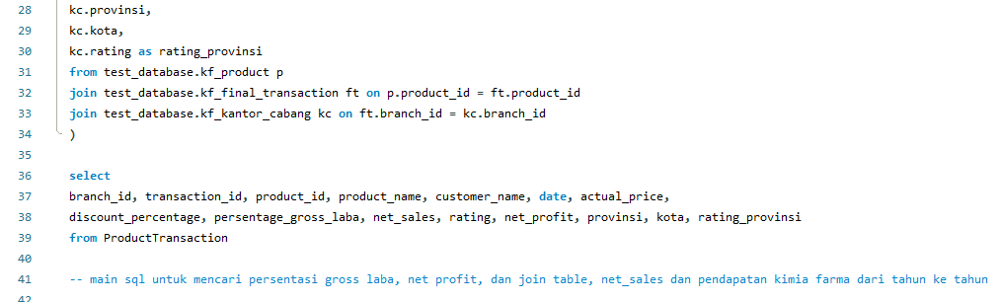 28 kc.provinsi,
29 kc.kota,
30 kc.rating as rating_provinsi
31 from test_database.kf_product p
32 join test_database.kf_final_transaction ft on p.product_id = ft.product_id
33 join test_database.kf_kantor_cabang kc on ft.branch_id = kc.branch_id
34 )
35
36 select
37 branch_id, transaction_id, product_id, product_name, customer_name, date, actual_price,
38 discount_percentage, persentage_gross_laba, net_sales, rating, net_profit, provinsi, kota, rating_provinsi
39 from ProductTransaction
40
41 -- main sql untuk mencari persentasi gross laba, net profit, dan join table, net_sales dan pendapatan kimia farma dari tahun ke tahun
42